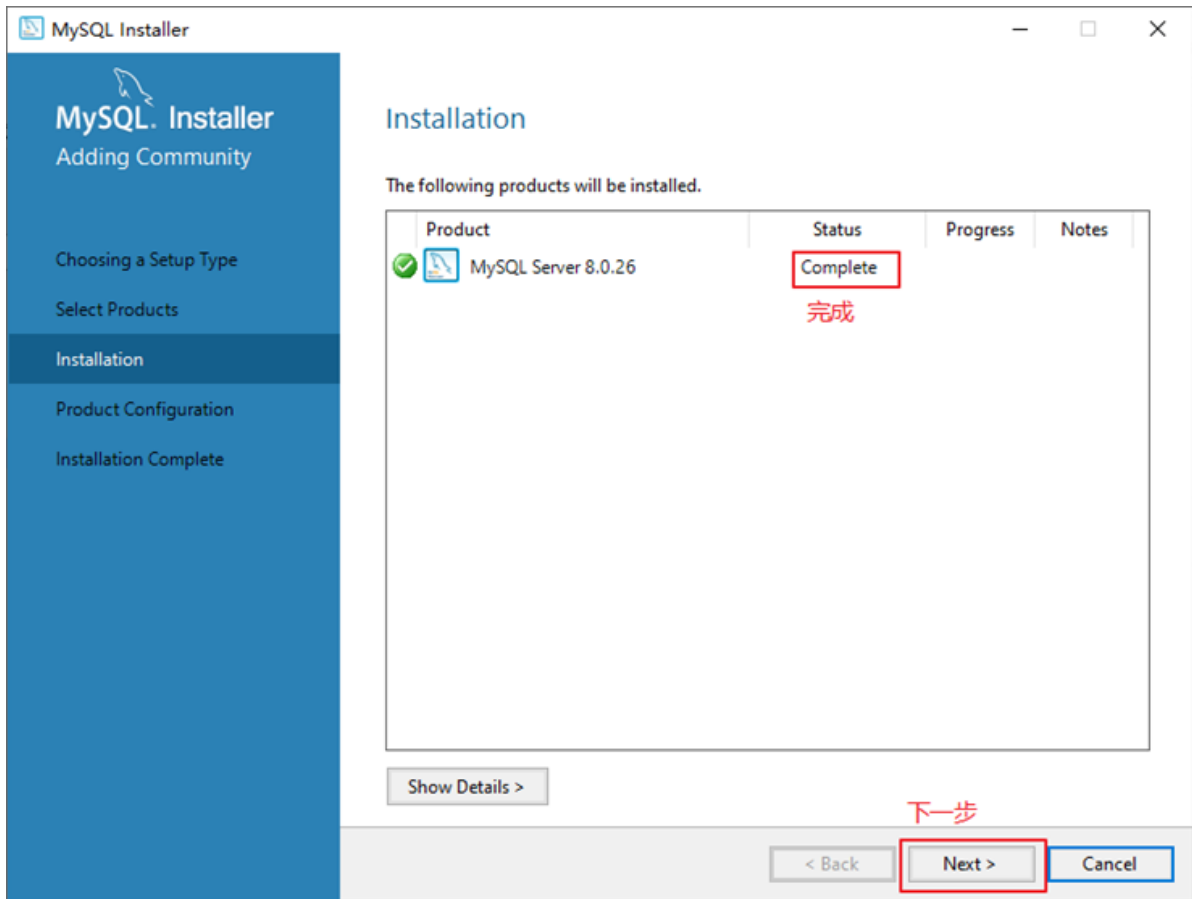 MySQL Installer
MySQL. Installer
Adding Community
Choosing a Setup Type
Select Products
Installation
Product Configuration
Installation Complete
Installation
The following products will be installed.
Product Status Progress Notes
MySQL Server 8.0.26 Complete
完成
Show Details >
下一步
< Back Next > Cancel